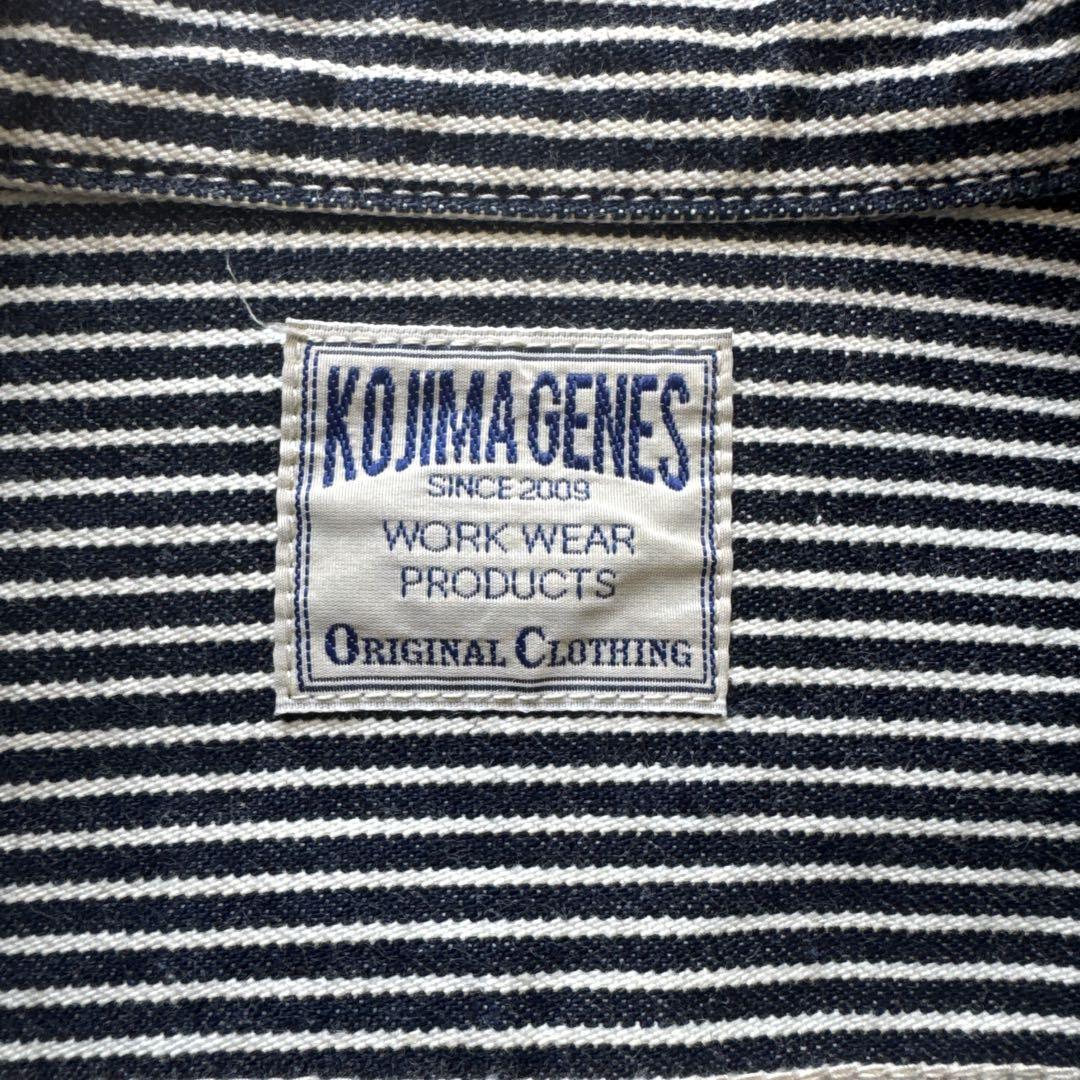 KOJIMA GENES
SINCE 2009
WORK WEAR
PRODUCTS
ORIGINAL CLOTHING